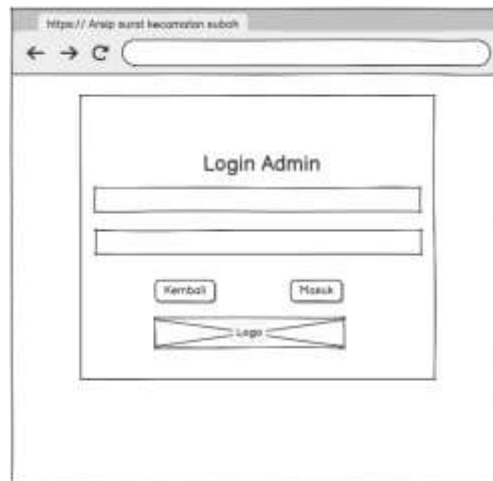 https:// Arsip surat kecamatan subah
Login Admin
Kembali
Masuk
Logo